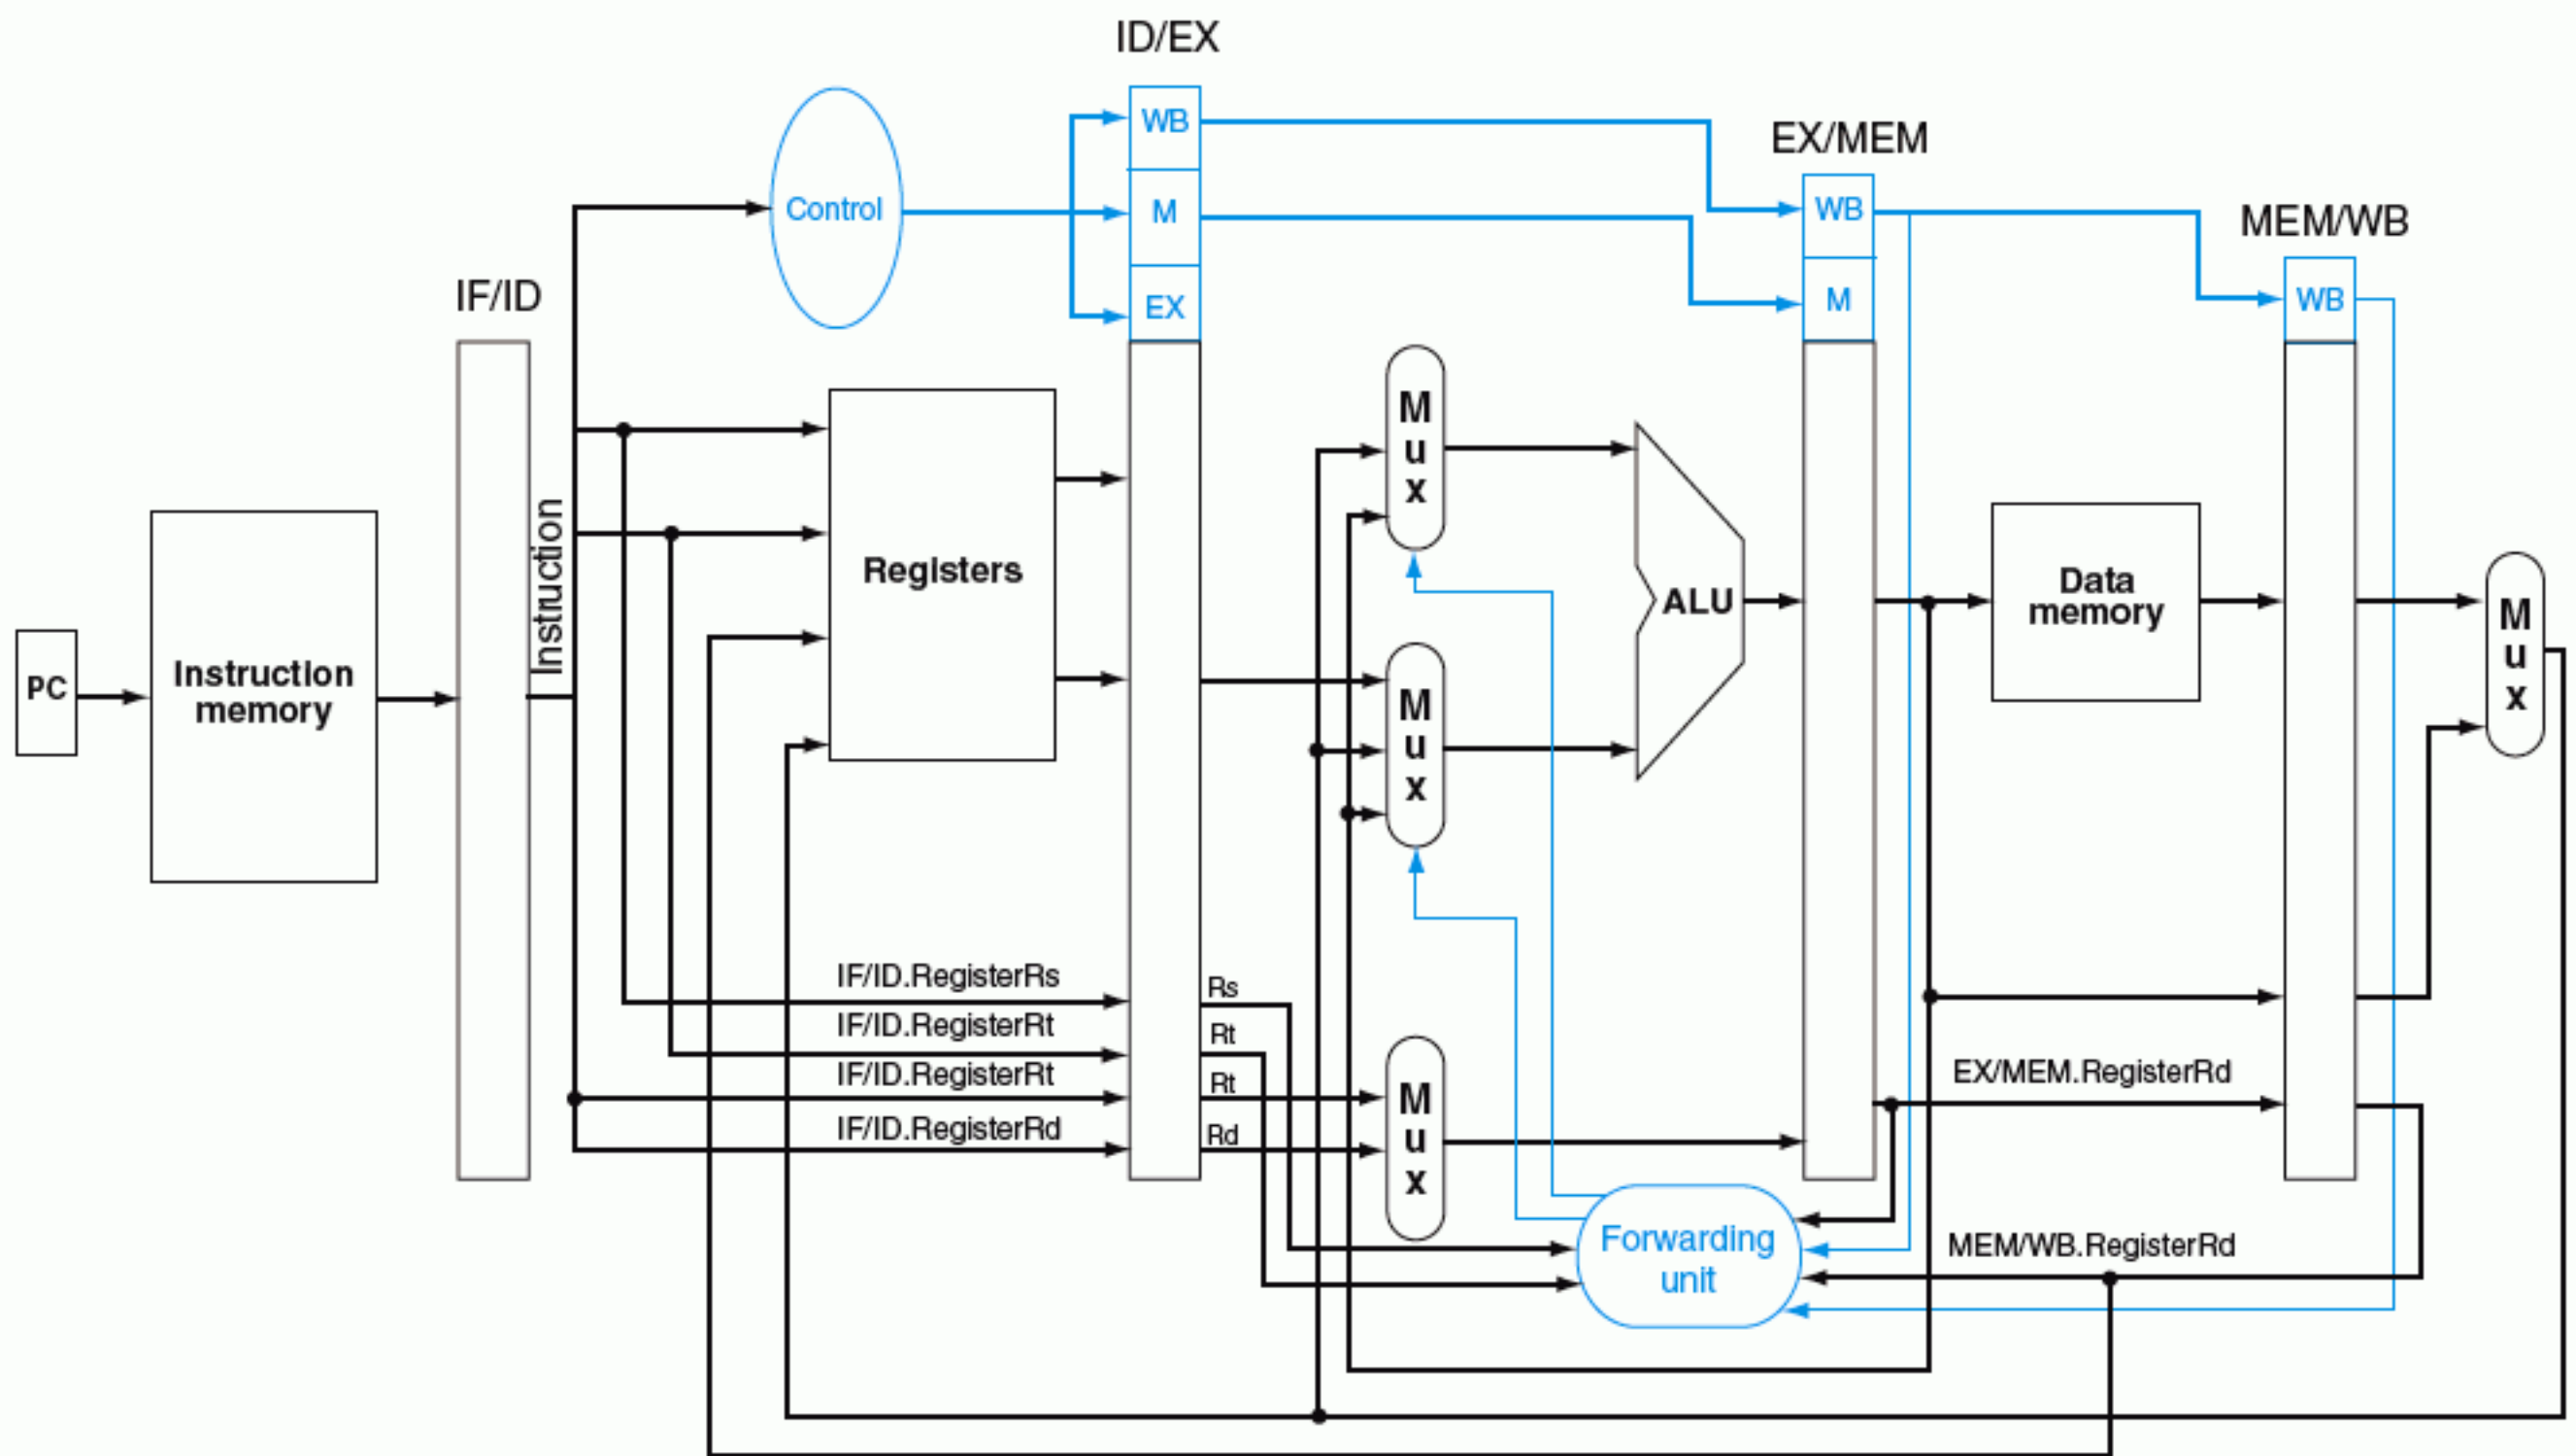 ID/EX
WB
EX/MEM
Control
M
WB
MEM/WB
IF/ID
EX
M
WB
M
u
x
Instruction
Registers
ALU
Data
memory
M
u
x
PC
Instruction
memory
M
u
x
IF/ID.RegisterRs
Rs
IF/ID.RegisterRt
Rt
IF/ID.RegisterRt
Rt
IF/ID.RegisterRd
Rd
M
u
x
EX/MEM.RegisterRd
Forwarding
unit
MEM/WB.RegisterRd